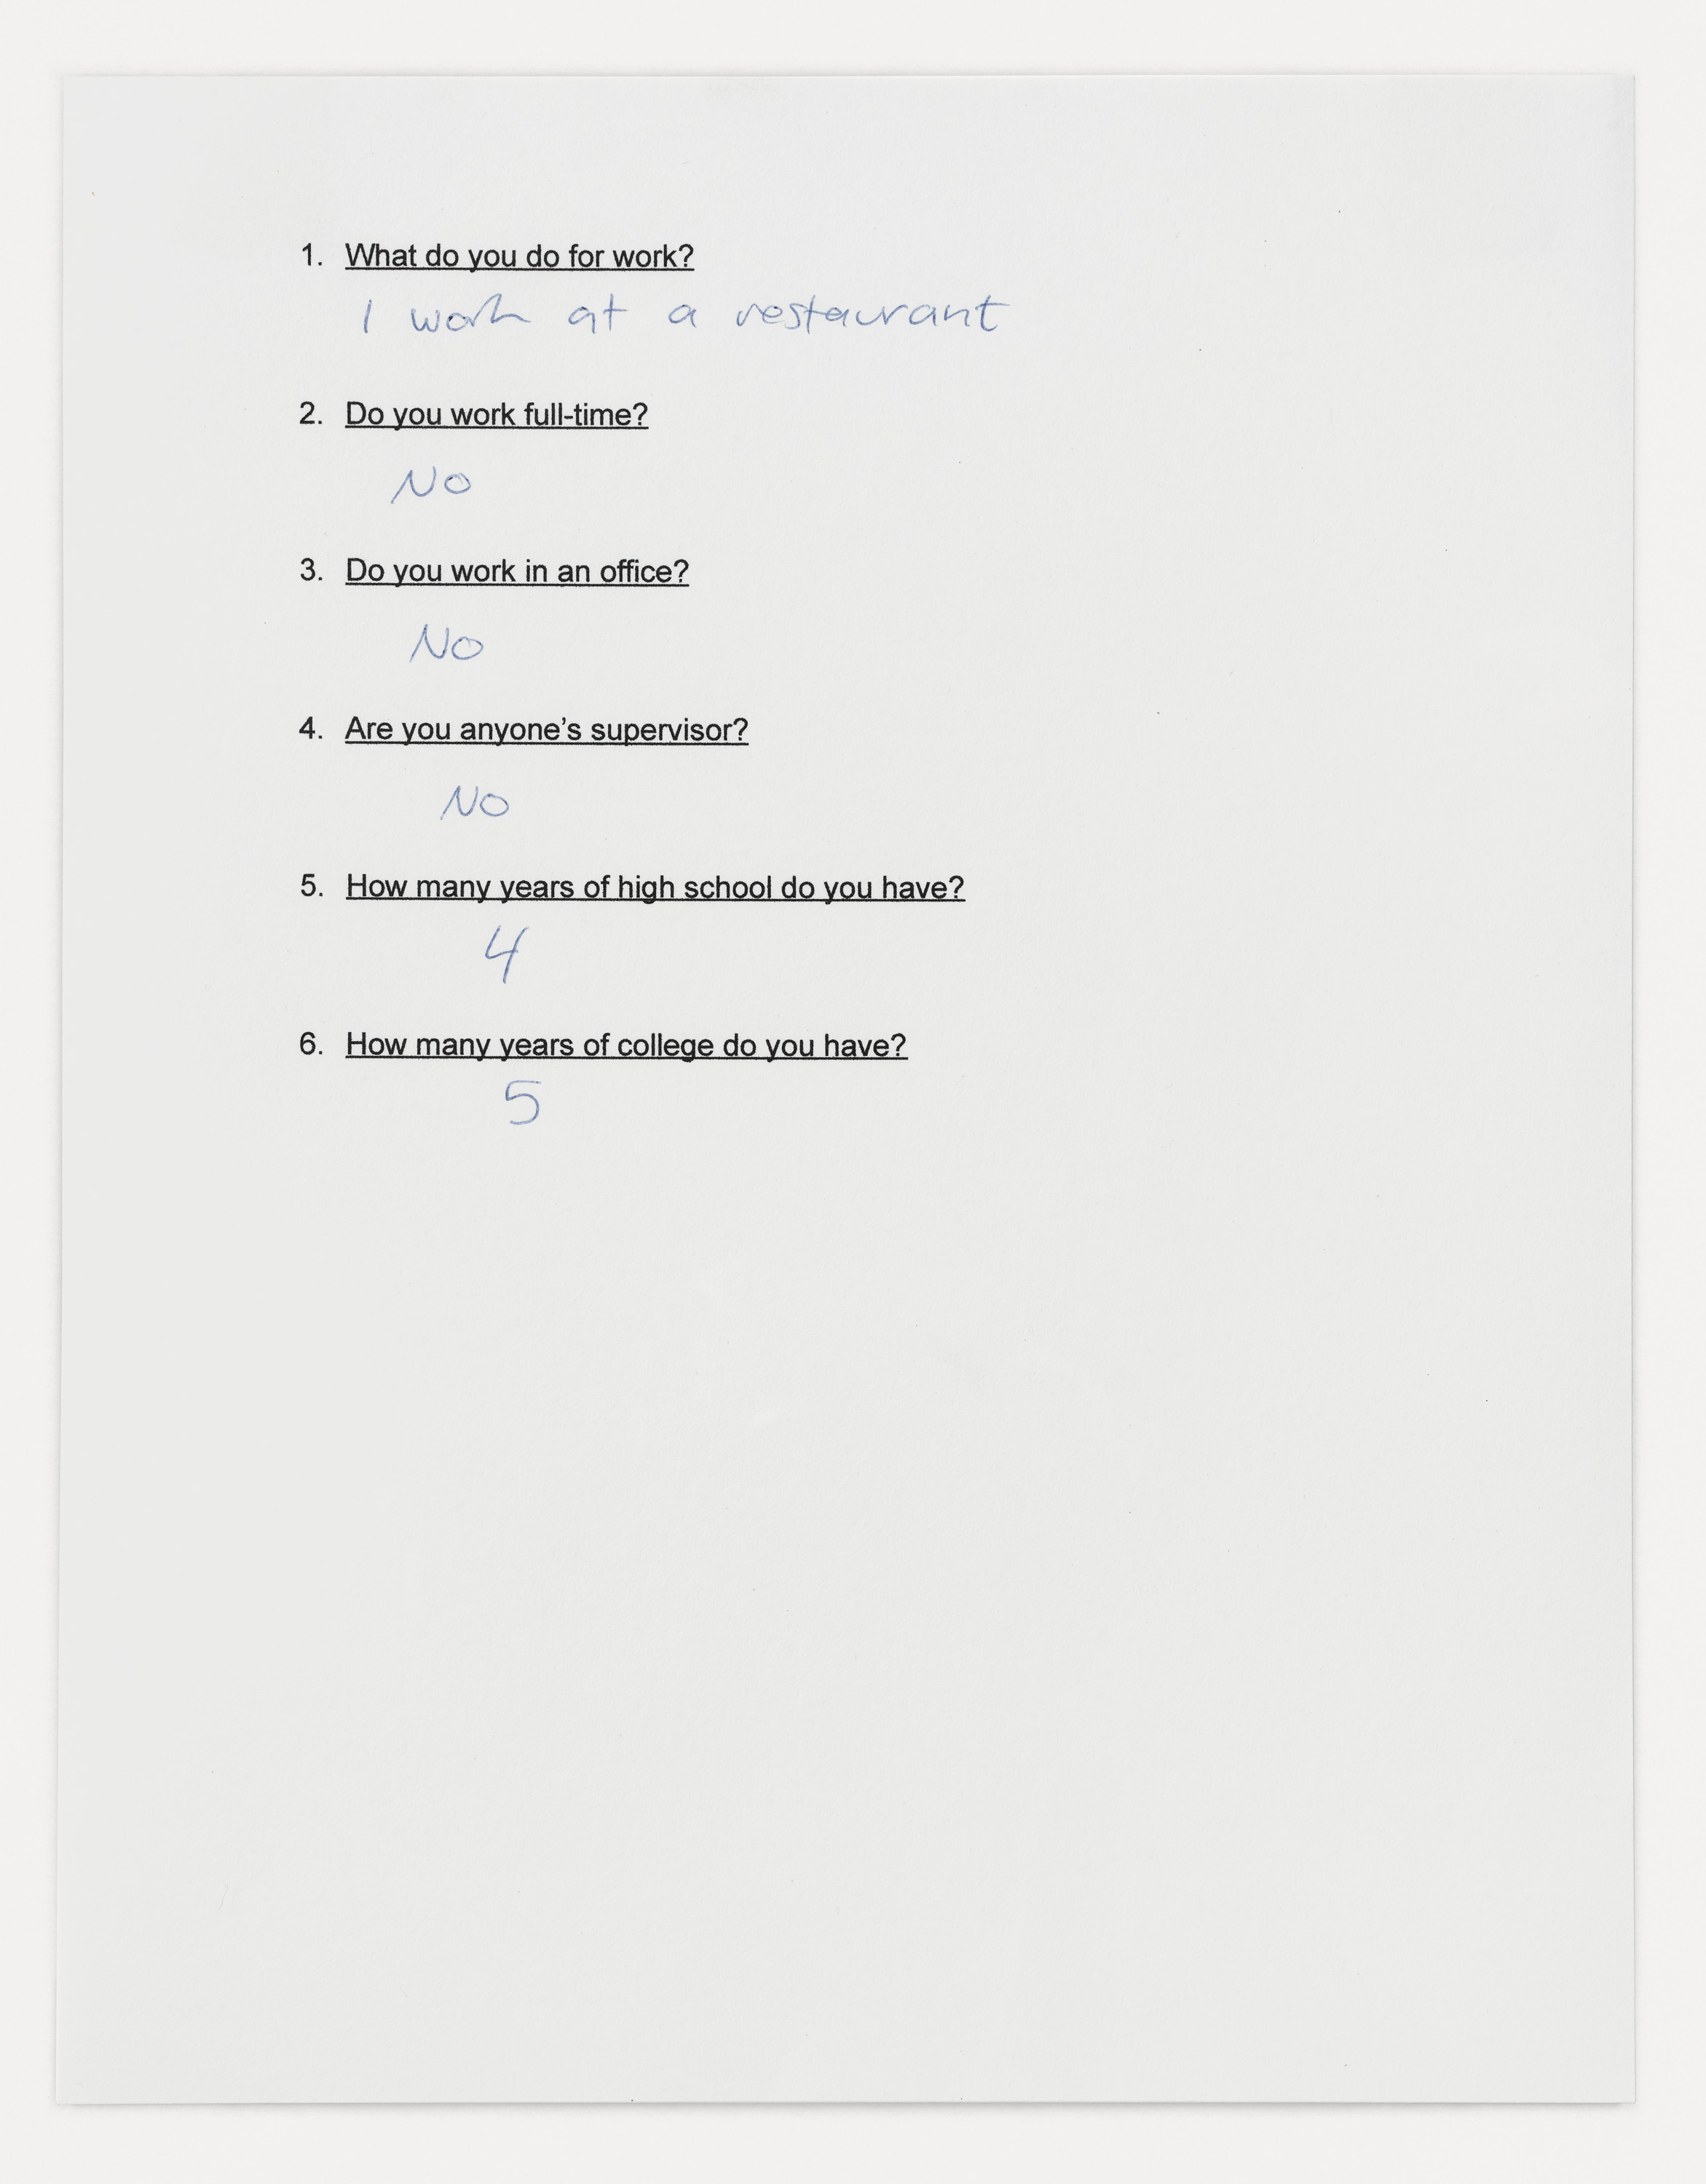 1. What do you do for work?
I work at a restaurant
2. Do you work full-time?
No
3. Do you work in an office?
No
4. Are you anyone's supervisor?
No
5. How many years of high school do you have?
4
6. How many years of college do you have?
5